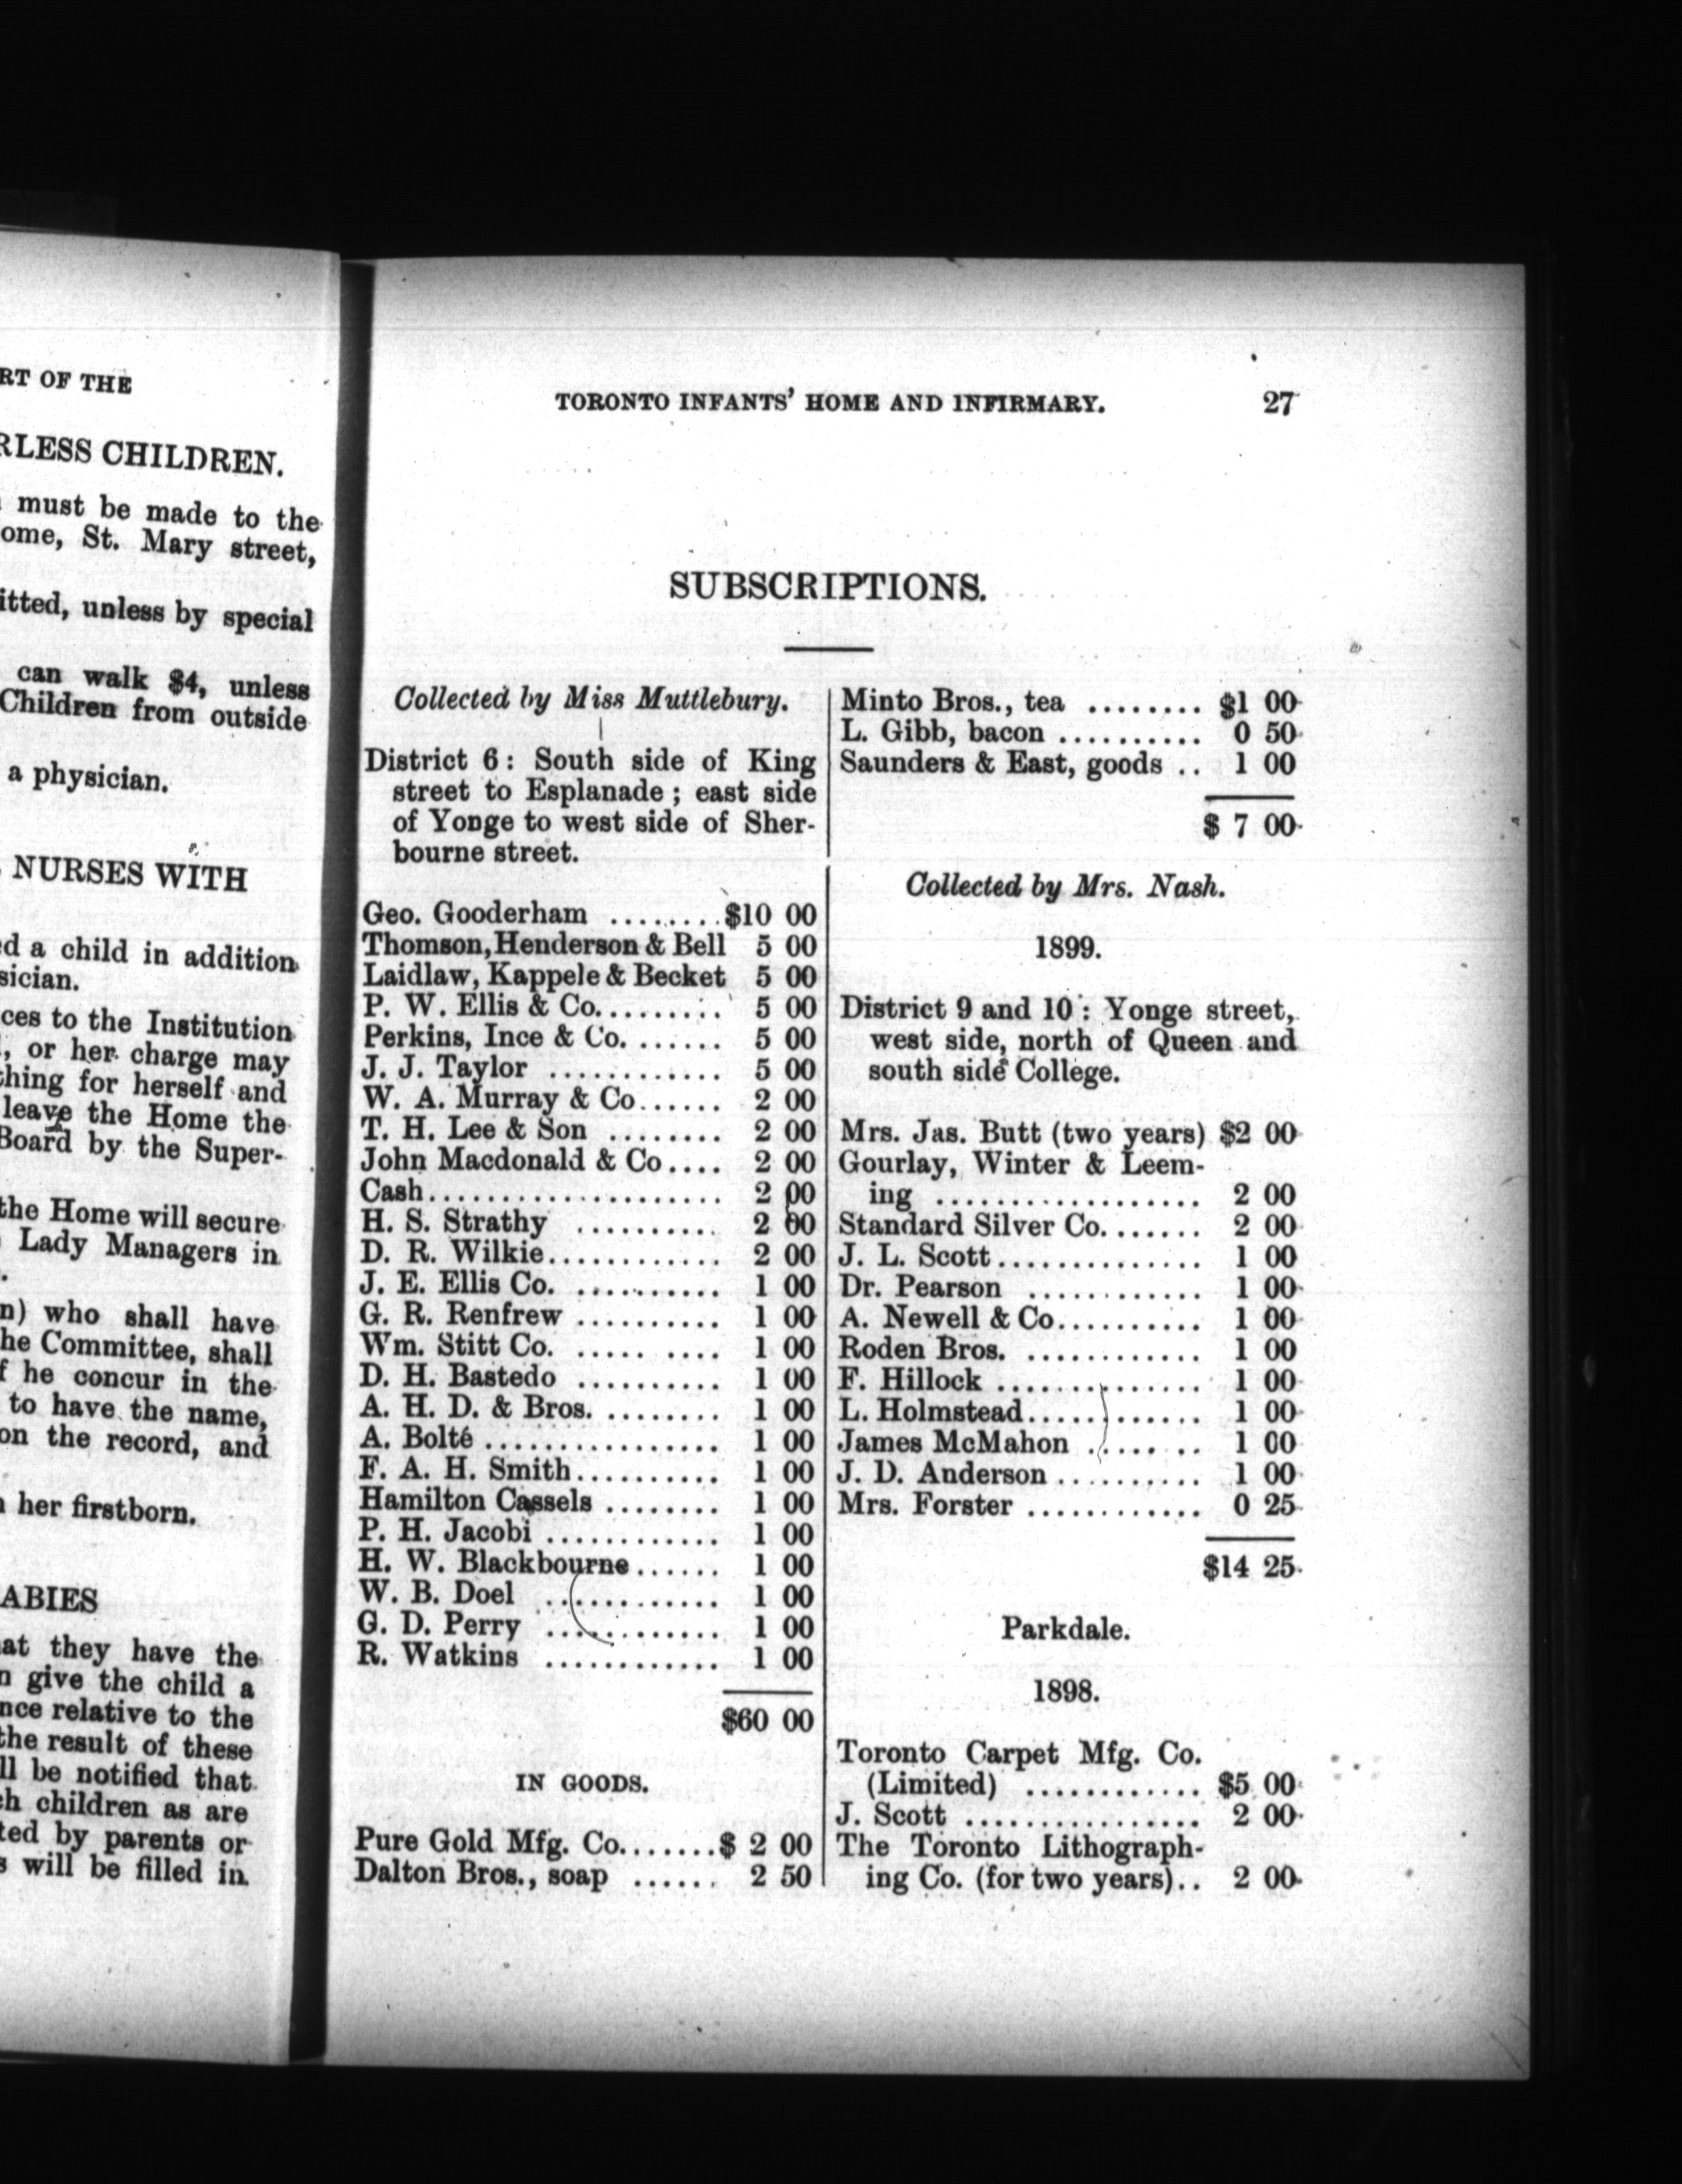 RT OF THE
RLESS CHILDREN.
must be made to the
ome, St. Mary street,
itted, unless by special
can walk $4, unless
Children from outside
a physician.
NURSES WITH
d a child in addition
sician.
ces to the Institution
, or her charge may
thing for herself and
leave the Home the
Board by the Super-
the Home will secure
Lady Managers in
n) who shall have
he Committee, shall
f he concur in the
to have the name,
on the record, and
her firstborn.
ABIES
at they have the
n give the child a
nce relative to the
the result of these
ll be notified that
h children as are
ted by parents or
s will be filled in.
TORONTO INFANTS' HOME AND INFIRMARY. 27
SUBSCRIPTIONS.
Collected by Miss Muttlebury.
District 6: South side of King
street to Esplanade; east side
of Yonge to west side of Sher-
bourne street.
Geo. Gooderham ........$10 00
Thomson, Henderson & Bell 5 00
Laidlaw, Kappele & Becket 5 00
P. W. Ellis & Co......... 5 00
Perkins, Ince & Co. ...... 5 00
J. J. Taylor ............ 5 00
W. A. Murray & Co...... 2 00
T. H. Lee & Son ........ 2 00
John Macdonald & Co.... 2 00
Cash.................... 2 00
H. S. Strathy .......... 2 00
D. R. Wilkie............ 2 00
J. E. Ellis Co. .......... 1 00
G. R. Renfrew .......... 1 00
Wm. Stitt Co. .......... 1 00
D. H. Bastedo .......... 1 00
A. H. D. & Bros. ........ 1 00
A. Bolté ................ 1 00
F. A. H. Smith.......... 1 00
Hamilton Cassels ........ 1 00
P. H. Jacobi ............ 1 00
H. W. Blackbourne...... 1 00
W. B. Doel ............ 1 00
G. D. Perry ............ 1 00
R. Watkins ............ 1 00
$60 00
IN GOODS.
Pure Gold Mfg. Co.......$ 2 00
Dalton Bros., soap ...... 2 50
Minto Bros., tea ........ $1 00
L. Gibb, bacon .......... 0 50
Saunders & East, goods .. 1 00
$ 7 00
Collected by Mrs. Nash.
1899.
District 9 and 10: Yonge street,
west side, north of Queen and
south side College.
Mrs. Jas. Butt (two years) $2 00
Gourlay, Winter & Leem-
ing .................. 2 00
Standard Silver Co....... 2 00
J. L. Scott.............. 1 00
Dr. Pearson ............ 1 00
A. Newell & Co.......... 1 00
Roden Bros. ............ 1 00
F. Hillock .............. 1 00
L. Holmstead............ 1 00
James McMahon ........ 1 00
J. D. Anderson .......... 1 00
Mrs. Forster ............ 0 25
$14 25
Parkdale.
1898.
Toronto Carpet Mfg. Co.
(Limited) ............ $5 00
J. Scott ................ 2 00
The Toronto Lithograph-
ing Co. (for two years).. 2 00